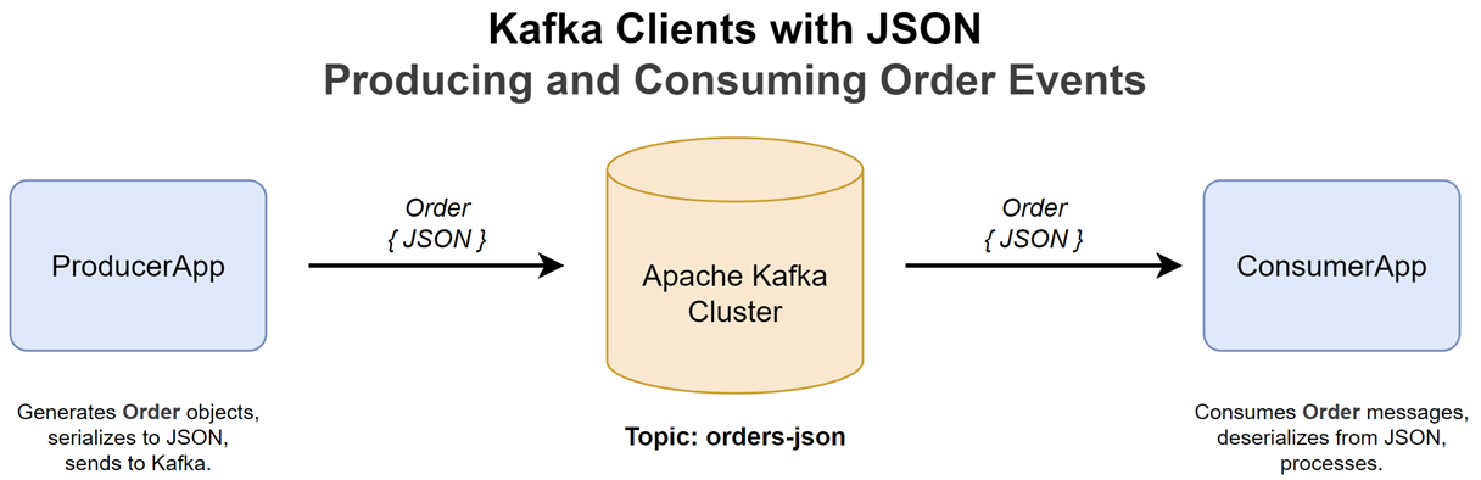 Kafka Clients with JSON
Producing and Consuming Order Events
Order
{ JSON }
Order
{ JSON }
ProducerApp
Apache Kafka
Cluster
ConsumerApp
Generates Order objects,
serializes to JSON,
sends to Kafka.
Topic: orders-json
Consumes Order messages,
deserializes from JSON,
processes.